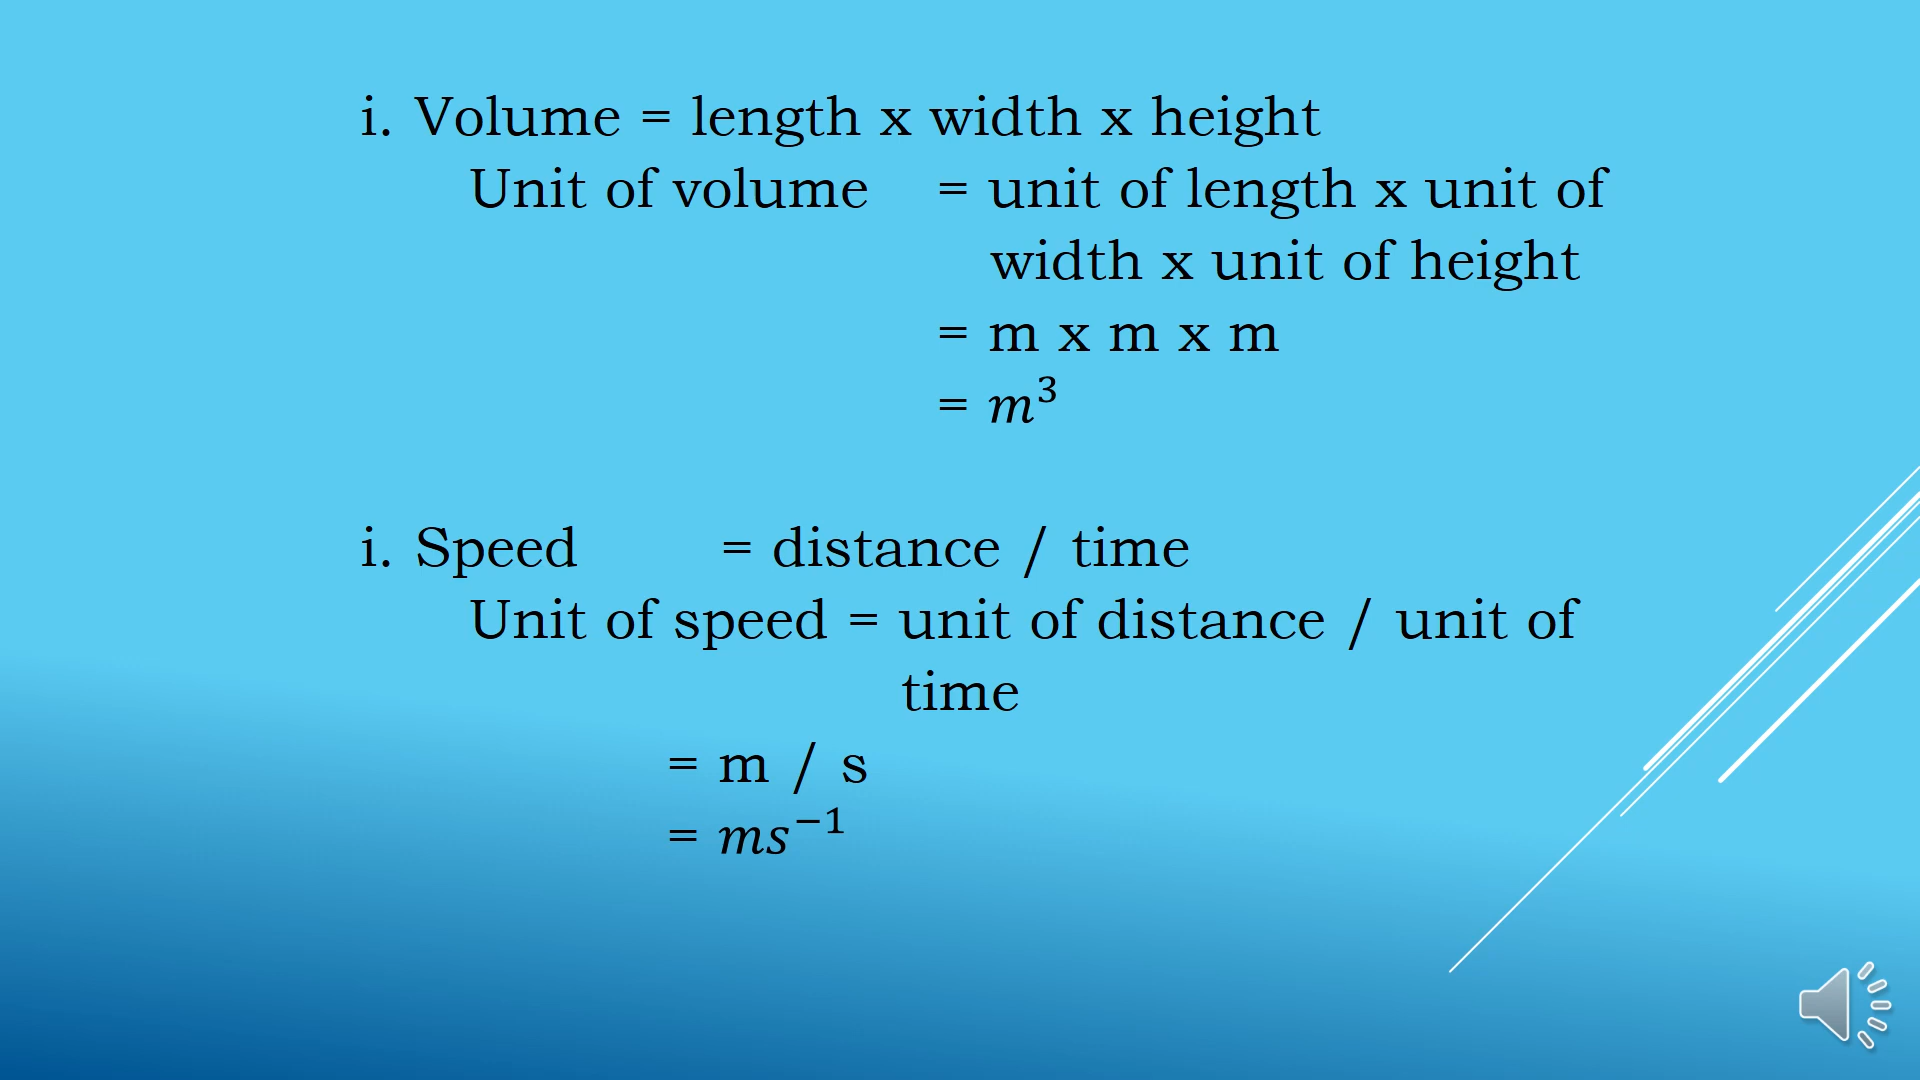 i. Volume = length x width x height
Unit of volume = unit of length x unit of
width x unit of height
= m x m x m
= m³
i. Speed = distance / time
Unit of speed = unit of distance / unit of
time
= m / s
= ms⁻¹